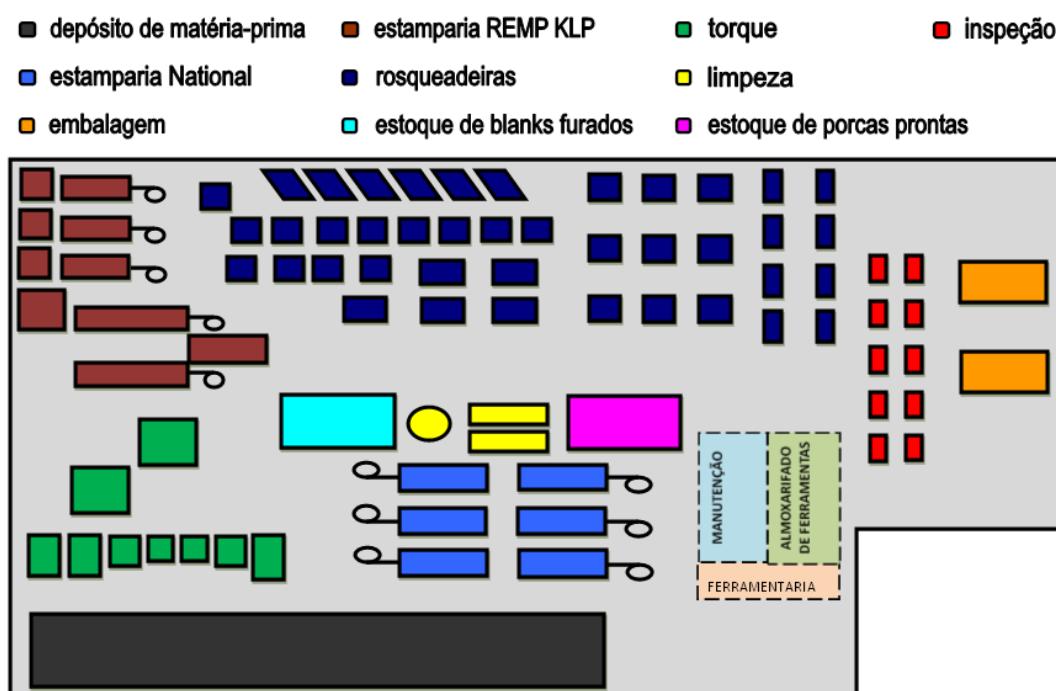 depósito de matéria-prima
estamparia REMP KLP
torque
inspeção
estamparia National
rosqueadeiras
limpeza
embalagem
estoque de blanks furados
estoque de porcas prontas
MANUTENÇÃO
ALMOXARIFADO
DE FERRAMENTAS
FERRAMENTARIA